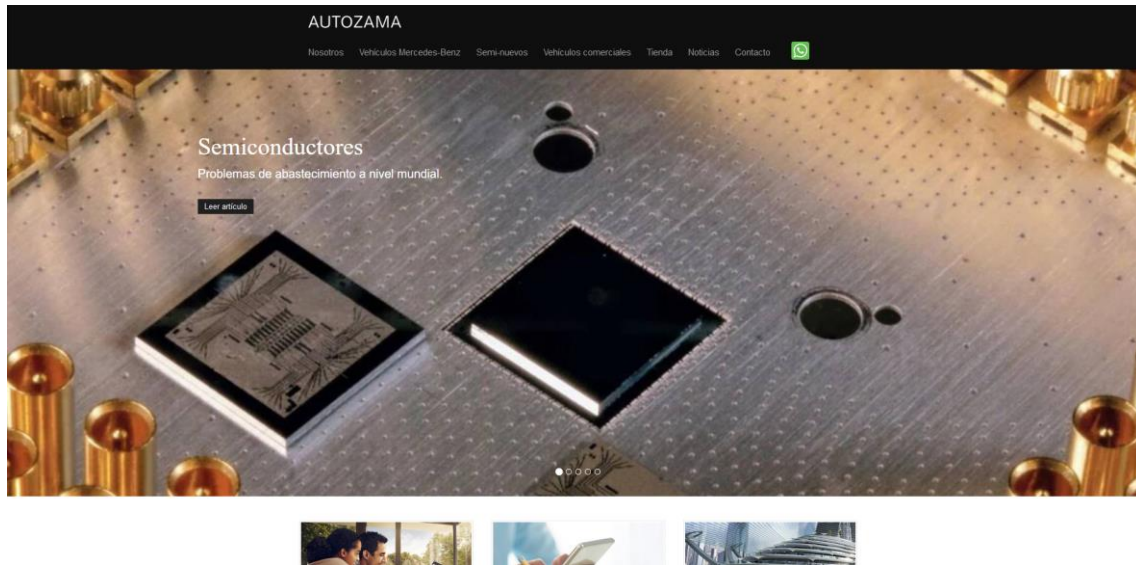 AUTOZAMA
Nosotros Vehículos Mercedes-Benz Semi-nuevos Vehículos comerciales Tienda Noticias Contacto
Semiconductores
Problemas de abastecimiento a nivel mundial.
Leer artículo